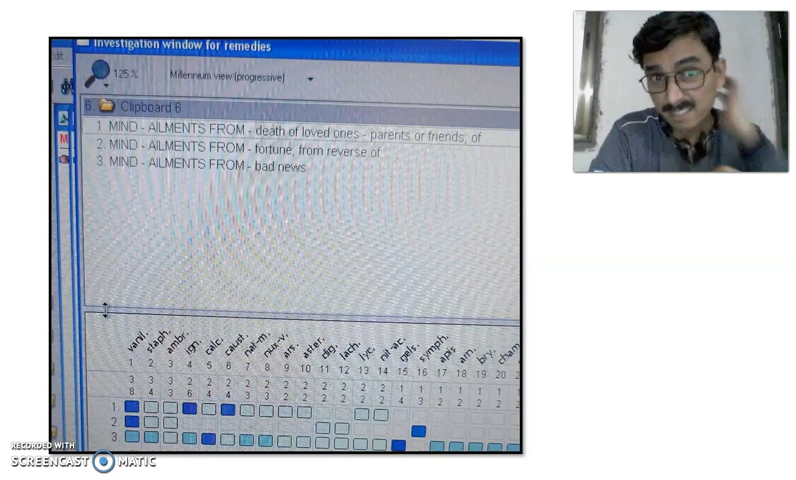 Investigation window for remedies
125 % Millennium view (progressive)
6. Clipboard 6
1. MIND - AILMENTS FROM - death of loved ones - parents or friends; of
2. MIND - AILMENTS FROM - fortune; from reverse of
3. MIND - AILMENTS FROM - bad news
vanil. staph. ambr. ign. calc. caust. nat-m. nux-v. ars. aster. dig. lach. lyc. nit-ac. gels. symph. apis arn. bry. cham
1 2 3 4 5 6 7 8 9 10 11 12 13 14 15 16 17 18 19 20
3 3 3 2 2 2 2 2 2 2 2 2 2 2 1 1 1 1 1 1
8 4 4 6 4 4 3 3 2 2 2 2 2 2 4 3 2 2 2 2
1.
2.
3.
RECORDED WITH
SCREENCAST MATIC